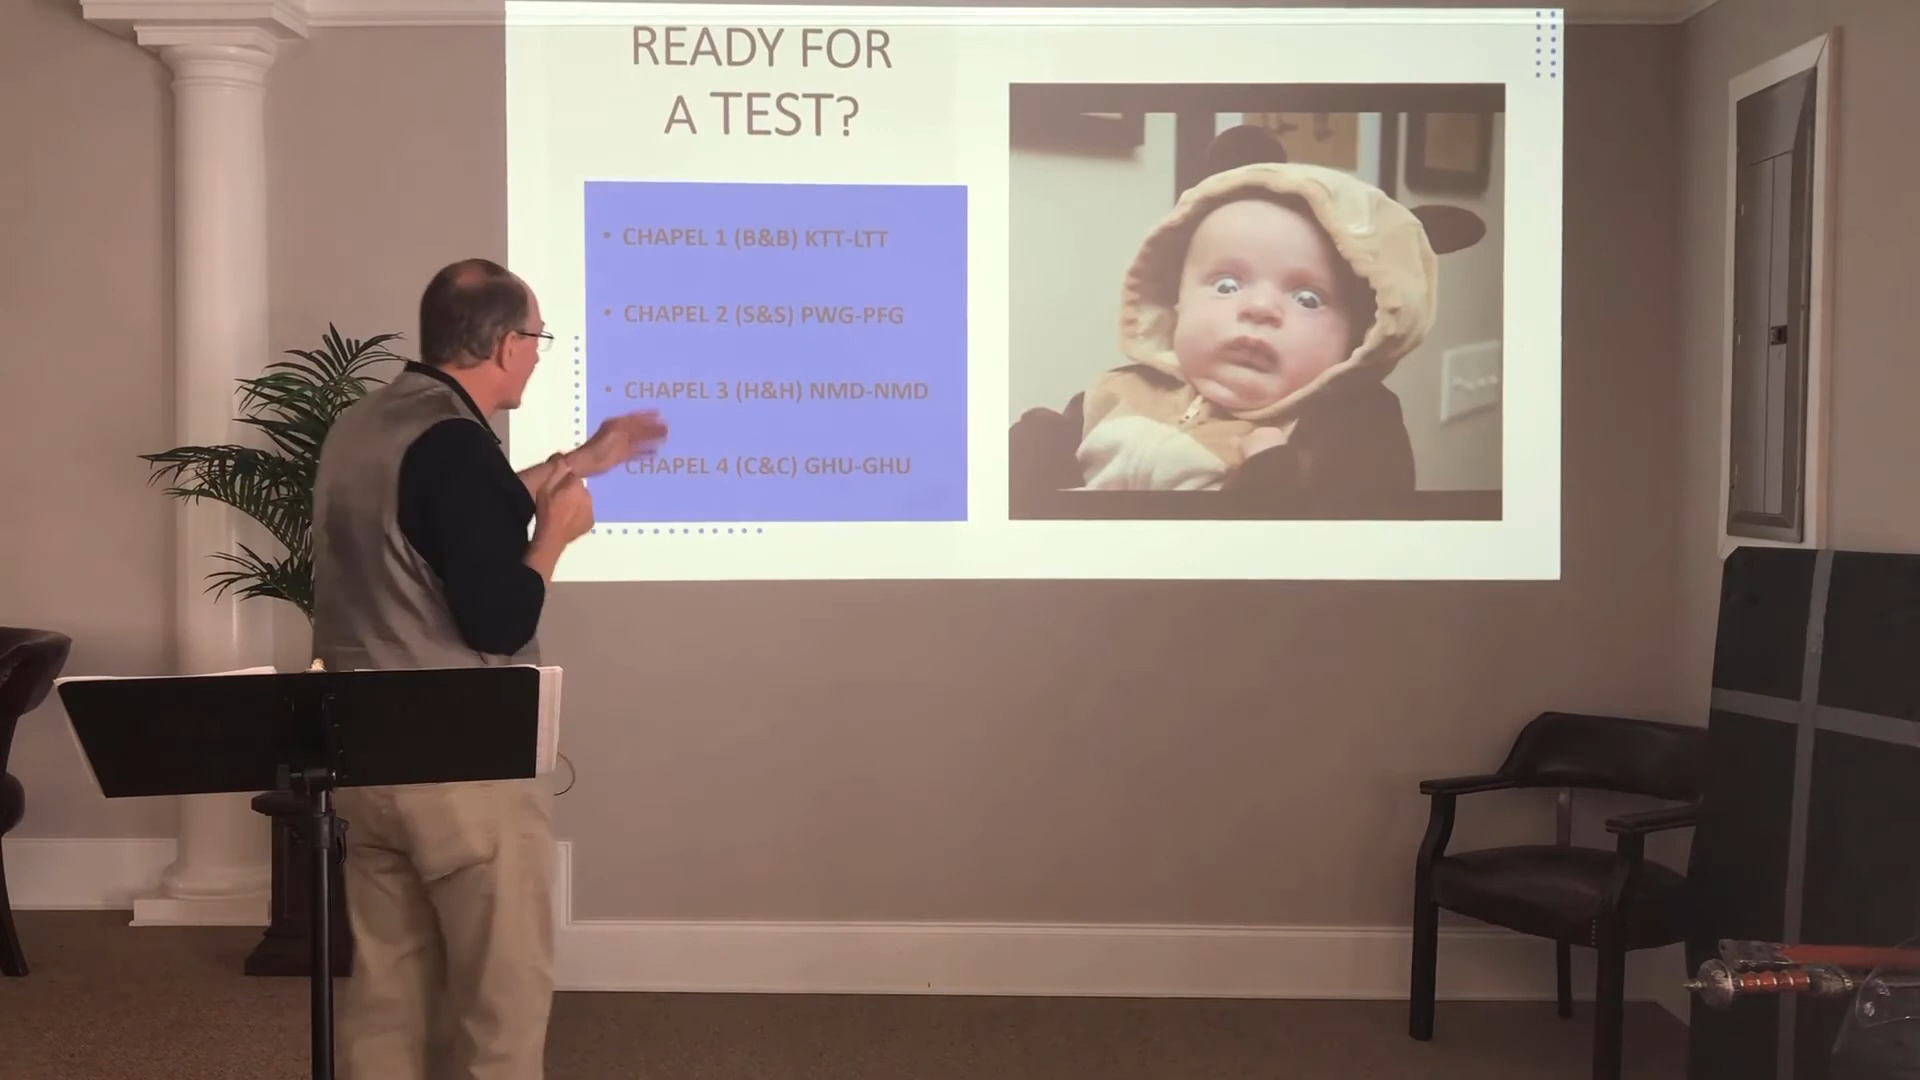 READY FOR
A TEST?
• CHAPEL 1 (B&B) KTT-LTT
• CHAPEL 2 (S&S) PWG-PFG
• CHAPEL 3 (H&H) NMD-NMD
CHAPEL 4 (C&C) GHU-GHU